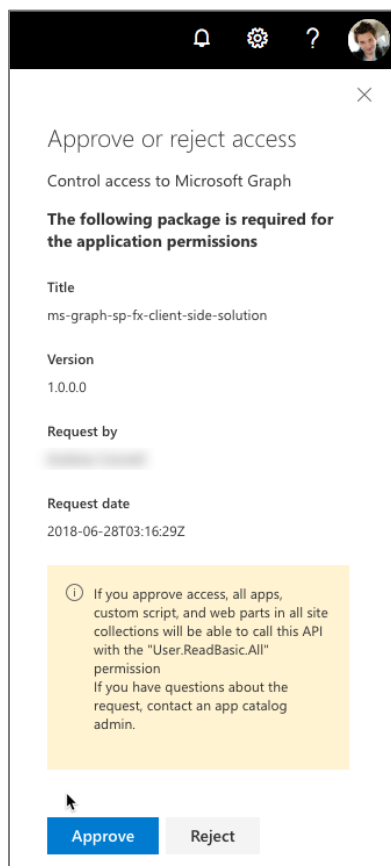 Approve or reject access
Control access to Microsoft Graph
The following package is required for
the application permissions
Title
ms-graph-sp-fx-client-side-solution
Version
1.0.0.0
Request by
Request date
2018-06-28T03:16:29Z
If you approve access, all apps,
custom script, and web parts in all site
collections will be able to call this API
with the "User.ReadBasic.All"
permission
If you have questions about the
request, contact an app catalog
admin.
Approve
Reject